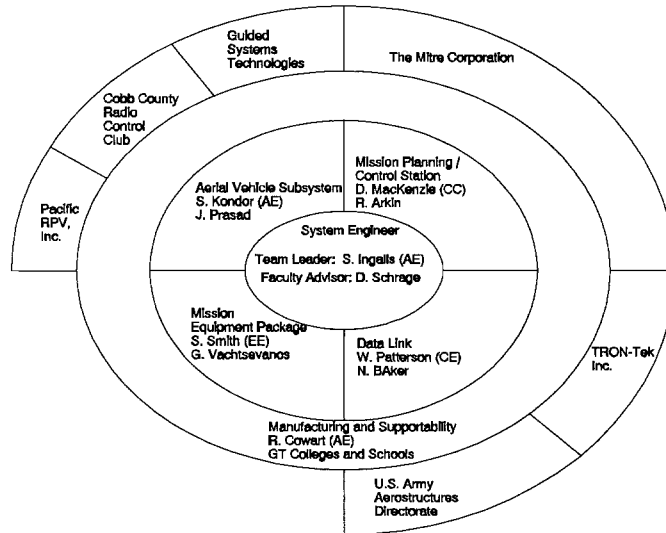 Guided
Systems
Technologies
The Mitre Corporation
Cobb County
Radio
Control
Club
Pacific
RPV,
Inc.
Aerial Vehicle Subsystem
S. Kondor (AE)
J. Prasad
Mission Planning /
Control Station
D. MacKenzie (CC)
R. Arkin
System Engineer
Team Leader: S. Ingalls (AE)
Faculty Advisor: D. Schrage
Mission
Equipment Package
S. Smith (EE)
G. Vachtsevanos
Data Link
W. Patterson (CE)
N. BAker
TRON-Tek
Inc.
Manufacturing and Supportability
R. Cowart (AE)
GT Colleges and Schools
U.S. Army
Aerostructures
Directorate